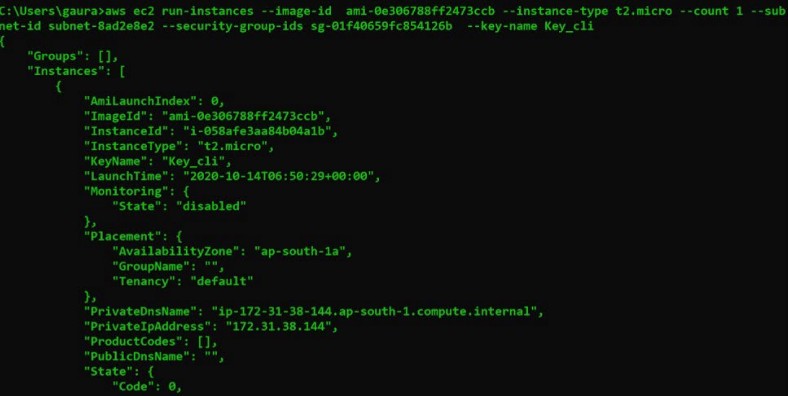 C:\Users\gaura>aws ec2 run-instances --image-id  ami-0e306788ff2473ccb --instance-type t2.micro --count 1 --sub
net-id subnet-8ad2e8e2 --security-group-ids sg-01f40659fc854126b  --key-name Key_cli
{
    "Groups": [],
    "Instances": [
        {
            "AmiLaunchIndex": 0,
            "ImageId": "ami-0e306788ff2473ccb",
            "InstanceId": "i-058afe3aa84b04a1b",
            "InstanceType": "t2.micro",
            "KeyName": "Key_cli",
            "LaunchTime": "2020-10-14T06:50:29+00:00",
            "Monitoring": {
                "State": "disabled"
            },
            "Placement": {
                "AvailabilityZone": "ap-south-1a",
                "GroupName": "",
                "Tenancy": "default"
            },
            "PrivateDnsName": "ip-172-31-38-144.ap-south-1.compute.internal",
            "PrivateIpAddress": "172.31.38.144",
            "ProductCodes": [],
            "PublicDnsName": "",
            "State": {
                "Code": 0,